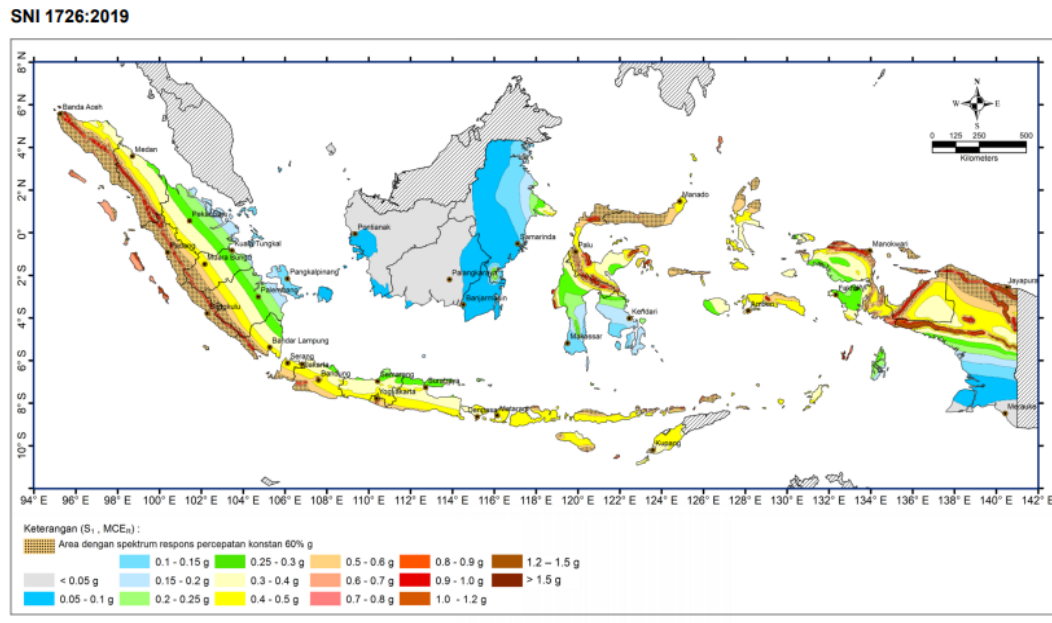 SNI 1726:2019
8° N
6° N
4° N
2° N
0°
2° S
4° S
6° S
8° S
10° S
Banda Aceh
Medan
Padang
Muara Bungo
Kuala Tungkal
Pangkalpinang
Palembang
Bengkulu
Bandar Lampung
Serang
Jakarta
Bandung
Semarang
Yogyakarta
Surabaya
Denpasar
Mataram
Kupang
Pontianak
Palangkaraya
Banjarmasin
Samarinda
Palu
Manado
Makassar
Kendari
Ambon
Manokwari
Jayapura
Merauke
N
W E
S
0 125 250 500
Kilometers
94° E 96° E 98° E 100° E 102° E 104° E 106° E 108° E 110° E 112° E 114° E 116° E 118° E 120° E 122° E 124° E 126° E 128° E 130° E 132° E 134° E 136° E 138° E 140° E 142° E
Keterangan (S₁ , MCEᵣ) :
Area dengan spektrum respons percepatan konstan 60% g
0.1 - 0.15 g 0.25 - 0.3 g 0.5 - 0.6 g 0.8 - 0.9 g 1.2 – 1.5 g
< 0.05 g 0.15 - 0.2 g 0.3 - 0.4 g 0.6 - 0.7 g 0.9 - 1.0 g > 1.5 g
0.05 - 0.1 g 0.2 - 0.25 g 0.4 - 0.5 g 0.7 - 0.8 g 1.0 - 1.2 g